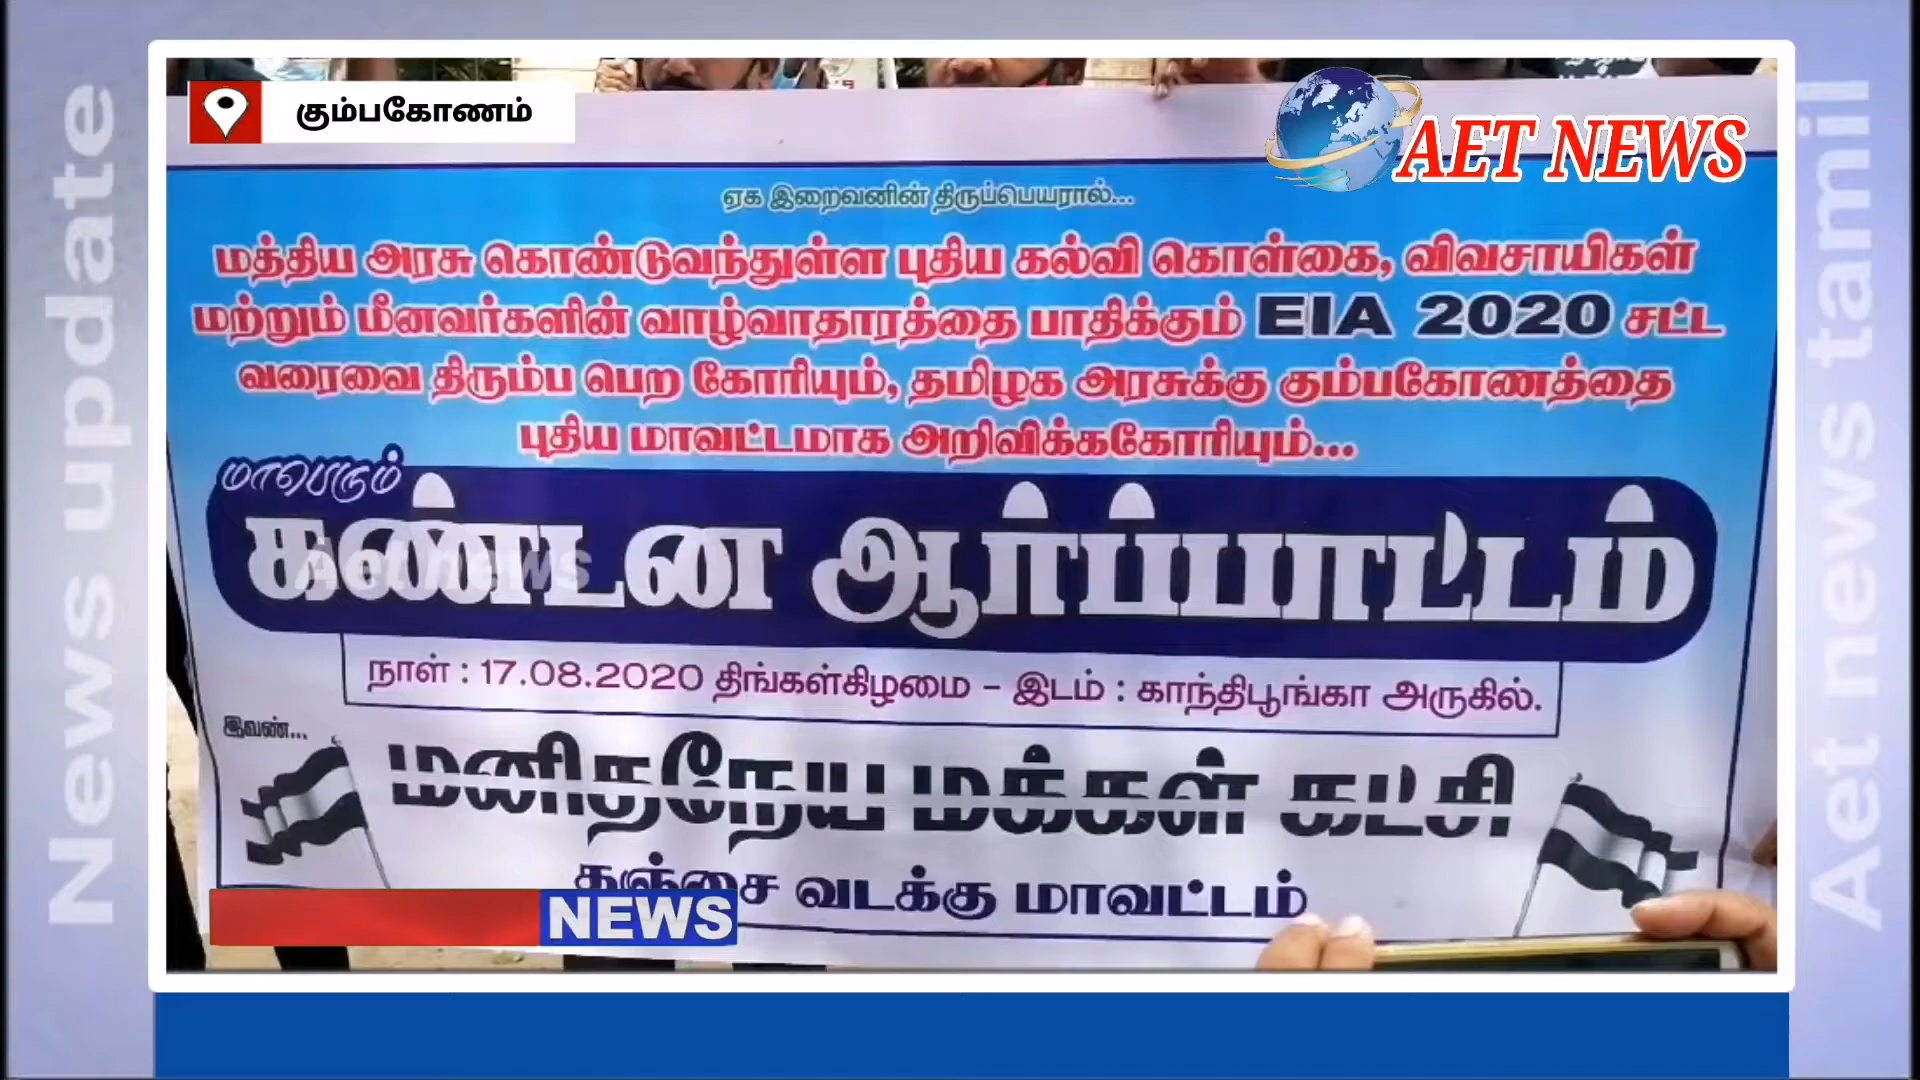 கும்பகோணம்
AET NEWS
ஏக இறைவனின் திருப்பெயரால்...
மத்திய அரசு கொண்டுவந்துள்ள புதிய கல்வி கொள்கை, விவசாயிகள்
மற்றும் மீனவர்களின் வாழ்வாதாரத்தை பாதிக்கும் EIA 2020 சட்ட
வரைவை திரும்ப பெற கோரியும், தமிழக அரசுக்கு கும்பகோணத்தை
புதிய மாவட்டமாக அறிவிக்ககோரியும்...
மாபெரும்
கண்டன ஆர்ப்பாட்டம்
Aet news
நாள் : 17.08.2020 திங்கள்கிழமை - இடம் : காந்திபூங்கா அருகில்.
இவண்...
மனிதநேய மக்கள் கட்சி
தஞ்சை வடக்கு மாவட்டம்
NEWS
News update
Aet news tamil